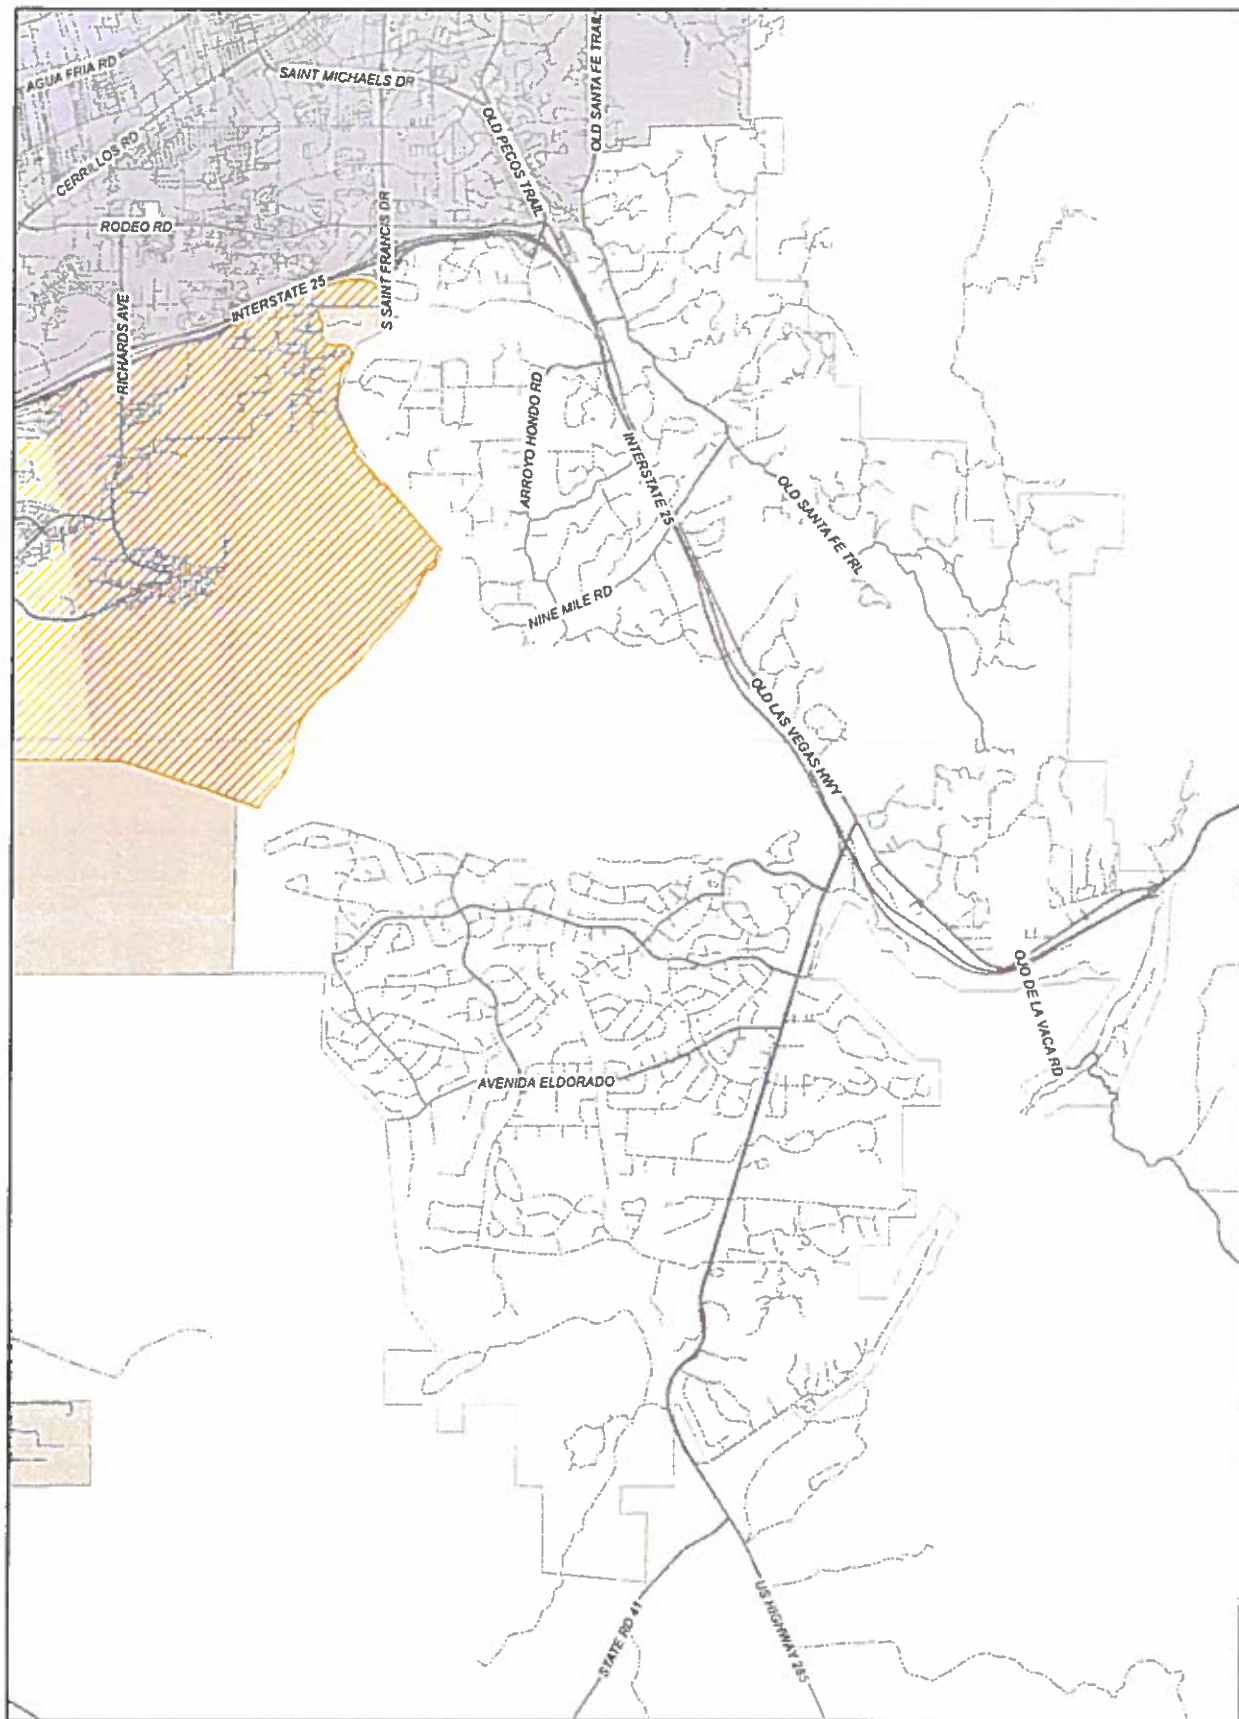 AGUA FRIA RD
SAINT MICHAELS DR
OLD SANTA FE TRAIL
OLD PECOS TRAIL
CERRILLOS RD
RODEO RD
S SAINT FRANCIS DR
INTERSTATE 25
RICHARDS AVE
ARROYO HONDO RD
INTERSTATE 25
OLD SANTA FE TRL
NINE MILE RD
OLD LAS VEGAS HWY
OJO DE LA VACA RD
AVENIDA ELDORADO
STATE RD 41
US HIGHWAY 285